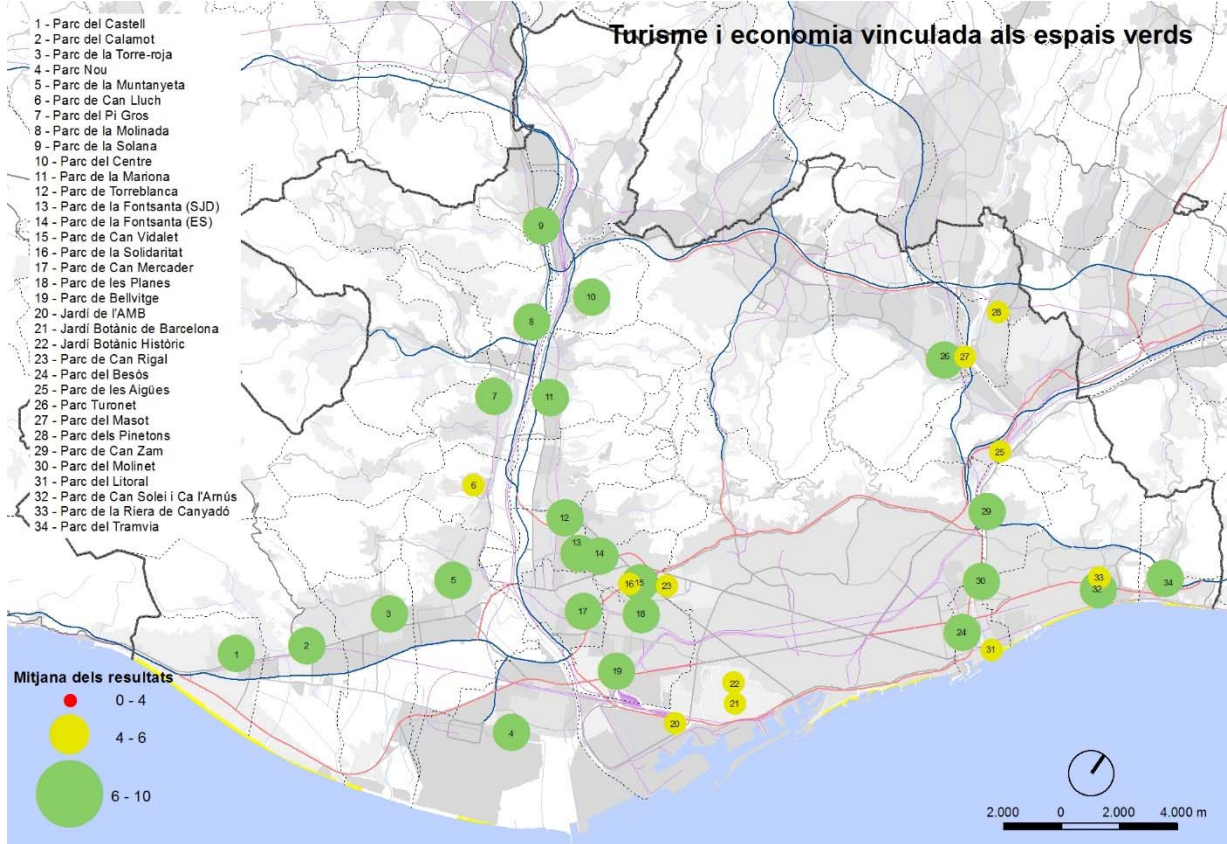 1 - Parc del Castell
2 - Parc del Calamot
3 - Parc de la Torre-roja
4 - Parc Nou
5 - Parc de la Muntanyeta
6 - Parc de Can Lluch
7 - Parc del Pi Gros
8 - Parc de la Molinada
9 - Parc de la Solana
10 - Parc del Centre
11 - Parc de la Mariona
12 - Parc de Torreblanca
13 - Parc de la Fontsanta (SJD)
14 - Parc de la Fontsanta (ES)
15 - Parc de Can Vidalet
16 - Parc de la Solidaritat
17 - Parc de Can Mercader
18 - Parc de les Planes
19 - Parc de Bellvitge
20 - Jardí de l'AMB
21 - Jardí Botànic de Barcelona
22 - Jardí Botànic Històric
23 - Parc de Can Rigal
24 - Parc del Besòs
25 - Parc de les Aigües
26 - Parc Turonet
27 - Parc del Masot
28 - Parc dels Pinetons
29 - Parc de Can Zam
30 - Parc del Molinet
31 - Parc del Litoral
32 - Parc de Can Solei i Ca l'Arnús
33 - Parc de la Riera de Canyadó
34 - Parc del Tramvia
Turisme i economia vinculada als espais verds
9
10
8
28
26
27
7
11
25
6
29
12
13
14
5
16
15
23
30
33
32
34
3
17
18
24
2
1
31
19
22
21
20
4
Mitjana dels resultats
0 - 4
4 - 6
6 - 10
2.000 0 2.000 4.000 m